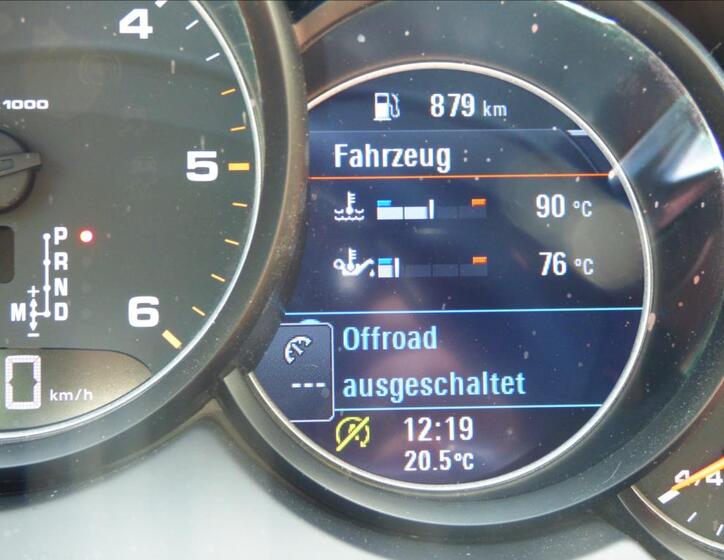 4
1000
5
6
P
R
N
M D
+
−
0 km/h
879 km
Fahrzeug
90 °C
76 °C
Offroad
ausgeschaltet
---
12:19
20.5°C
4/4